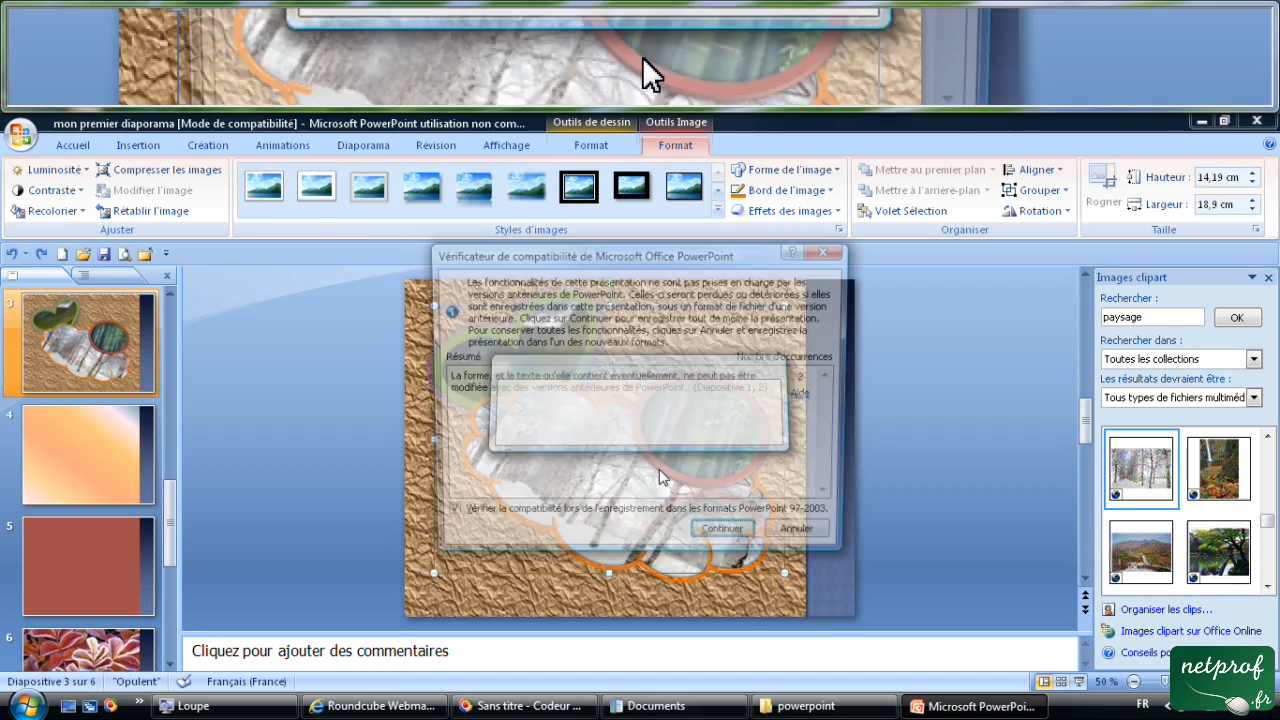 mon premier diaporama [Mode de compatibilité] - Microsoft PowerPoint utilisation non com...
Outils de dessin
Outils Image
Accueil
Insertion
Création
Animations
Diaporama
Révision
Affichage
Format
Format
Luminosité
Compresser les images
Contraste
Modifier l'image
Recolorier
Rétablir l'image
Ajuster
Styles d'images
Forme de l'image
Bord de l'image
Effets des images
Mettre au premier plan
Mettre à l'arrière-plan
Volet Sélection
Aligner
Grouper
Rotation
Organiser
Rogner
Hauteur :
14,19 cm
Largeur :
18,9 cm
Taille
Vérificateur de compatibilité de Microsoft Office PowerPoint
Les fonctionnalités de cette présentation ne sont pas prises en charge par les
versions antérieures de PowerPoint. Celles-ci seront perdues ou détériorées si elles
sont enregistrées dans cette présentation, sous un format de fichier d'une version
antérieure. Cliquez sur Continuer pour enregistrer tout de même la présentation.
Pour conserver toutes les fonctionnalités, cliquez sur Annuler et enregistrez la
présentation dans l'un des nouveaux formats.
Résumé
Nombre d'occurrences
La forme, et le texte qu'elle contient éventuellement, ne peut pas être
modifiée avec des versions antérieures de PowerPoint. (Diapositive 1, 2)
2
Aide
Vérifier la compatibilité lors de l'enregistrement dans les formats PowerPoint 97-2003.
Continuer
Annuler
3
4
5
6
Images clipart
Rechercher :
paysage
OK
Rechercher dans :
Toutes les collections
Les résultats devraient être :
Tous types de fichiers multiméd
Organiser les clips...
Images clipart sur Office Online
Conseils po
Cliquez pour ajouter des commentaires
Diapositive 3 sur 6
"Opulent"
Français (France)
50 %
netprof
.fr
Loupe
Roundcube Webma...
Sans titre - Codeur ...
Documents
powerpoint
Microsoft PowerPoi...
FR